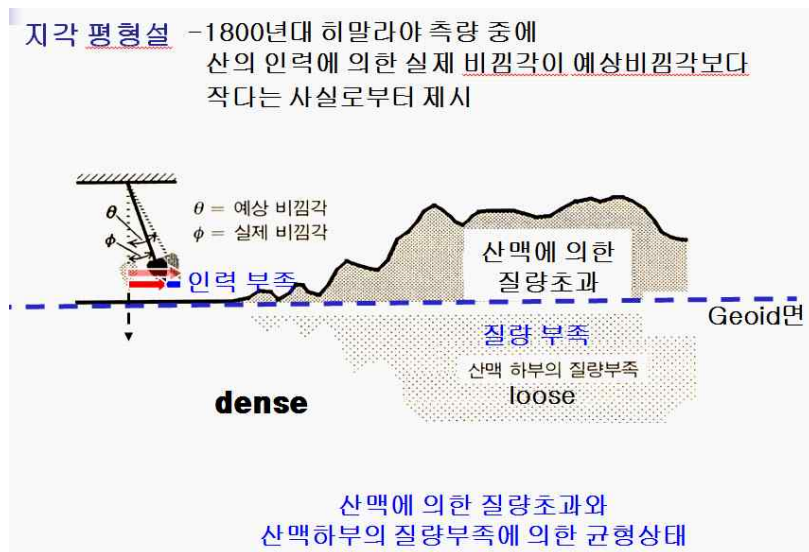 지각 평형설 -1800년대 히말라야 측량 중에
산의 인력에 의한 실제 비낌각이 예상비낌각보다
작다는 사실로부터 제시
θ
ϕ
θ = 예상 비낌각
ϕ = 실제 비낌각
인력 부족
산맥에 의한
질량초과
Geoid면
질량 부족
산맥 하부의 질량부족
loose
dense
산맥에 의한 질량초과와
산맥하부의 질량부족에 의한 균형상태